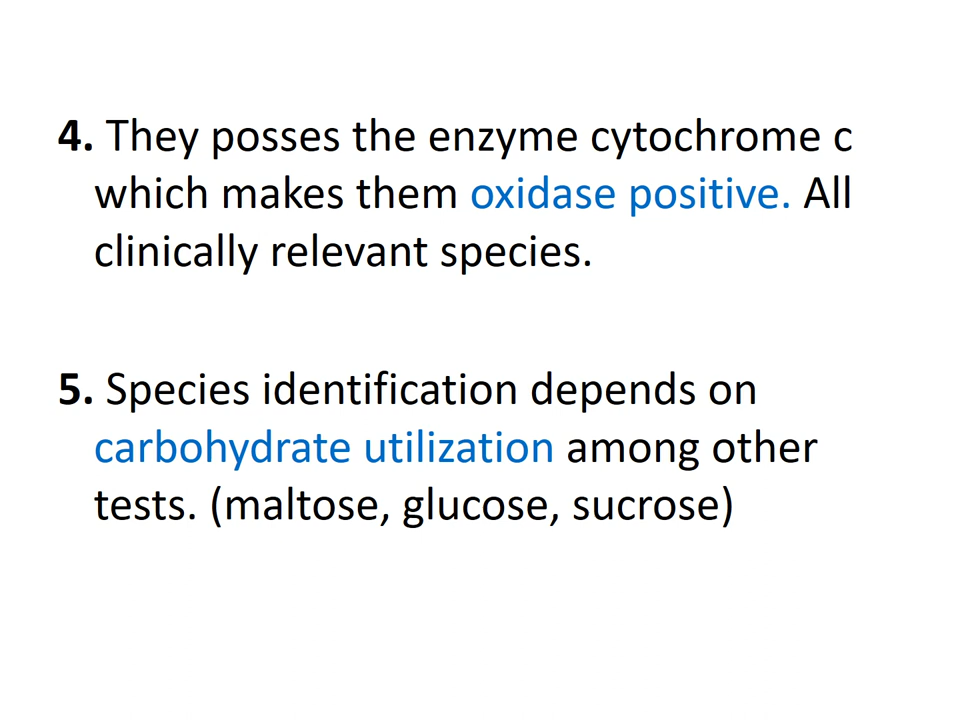 4. They posses the enzyme cytochrome c
which makes them oxidase positive. All
clinically relevant species.
5. Species identification depends on
carbohydrate utilization among other
tests. (maltose, glucose, sucrose)